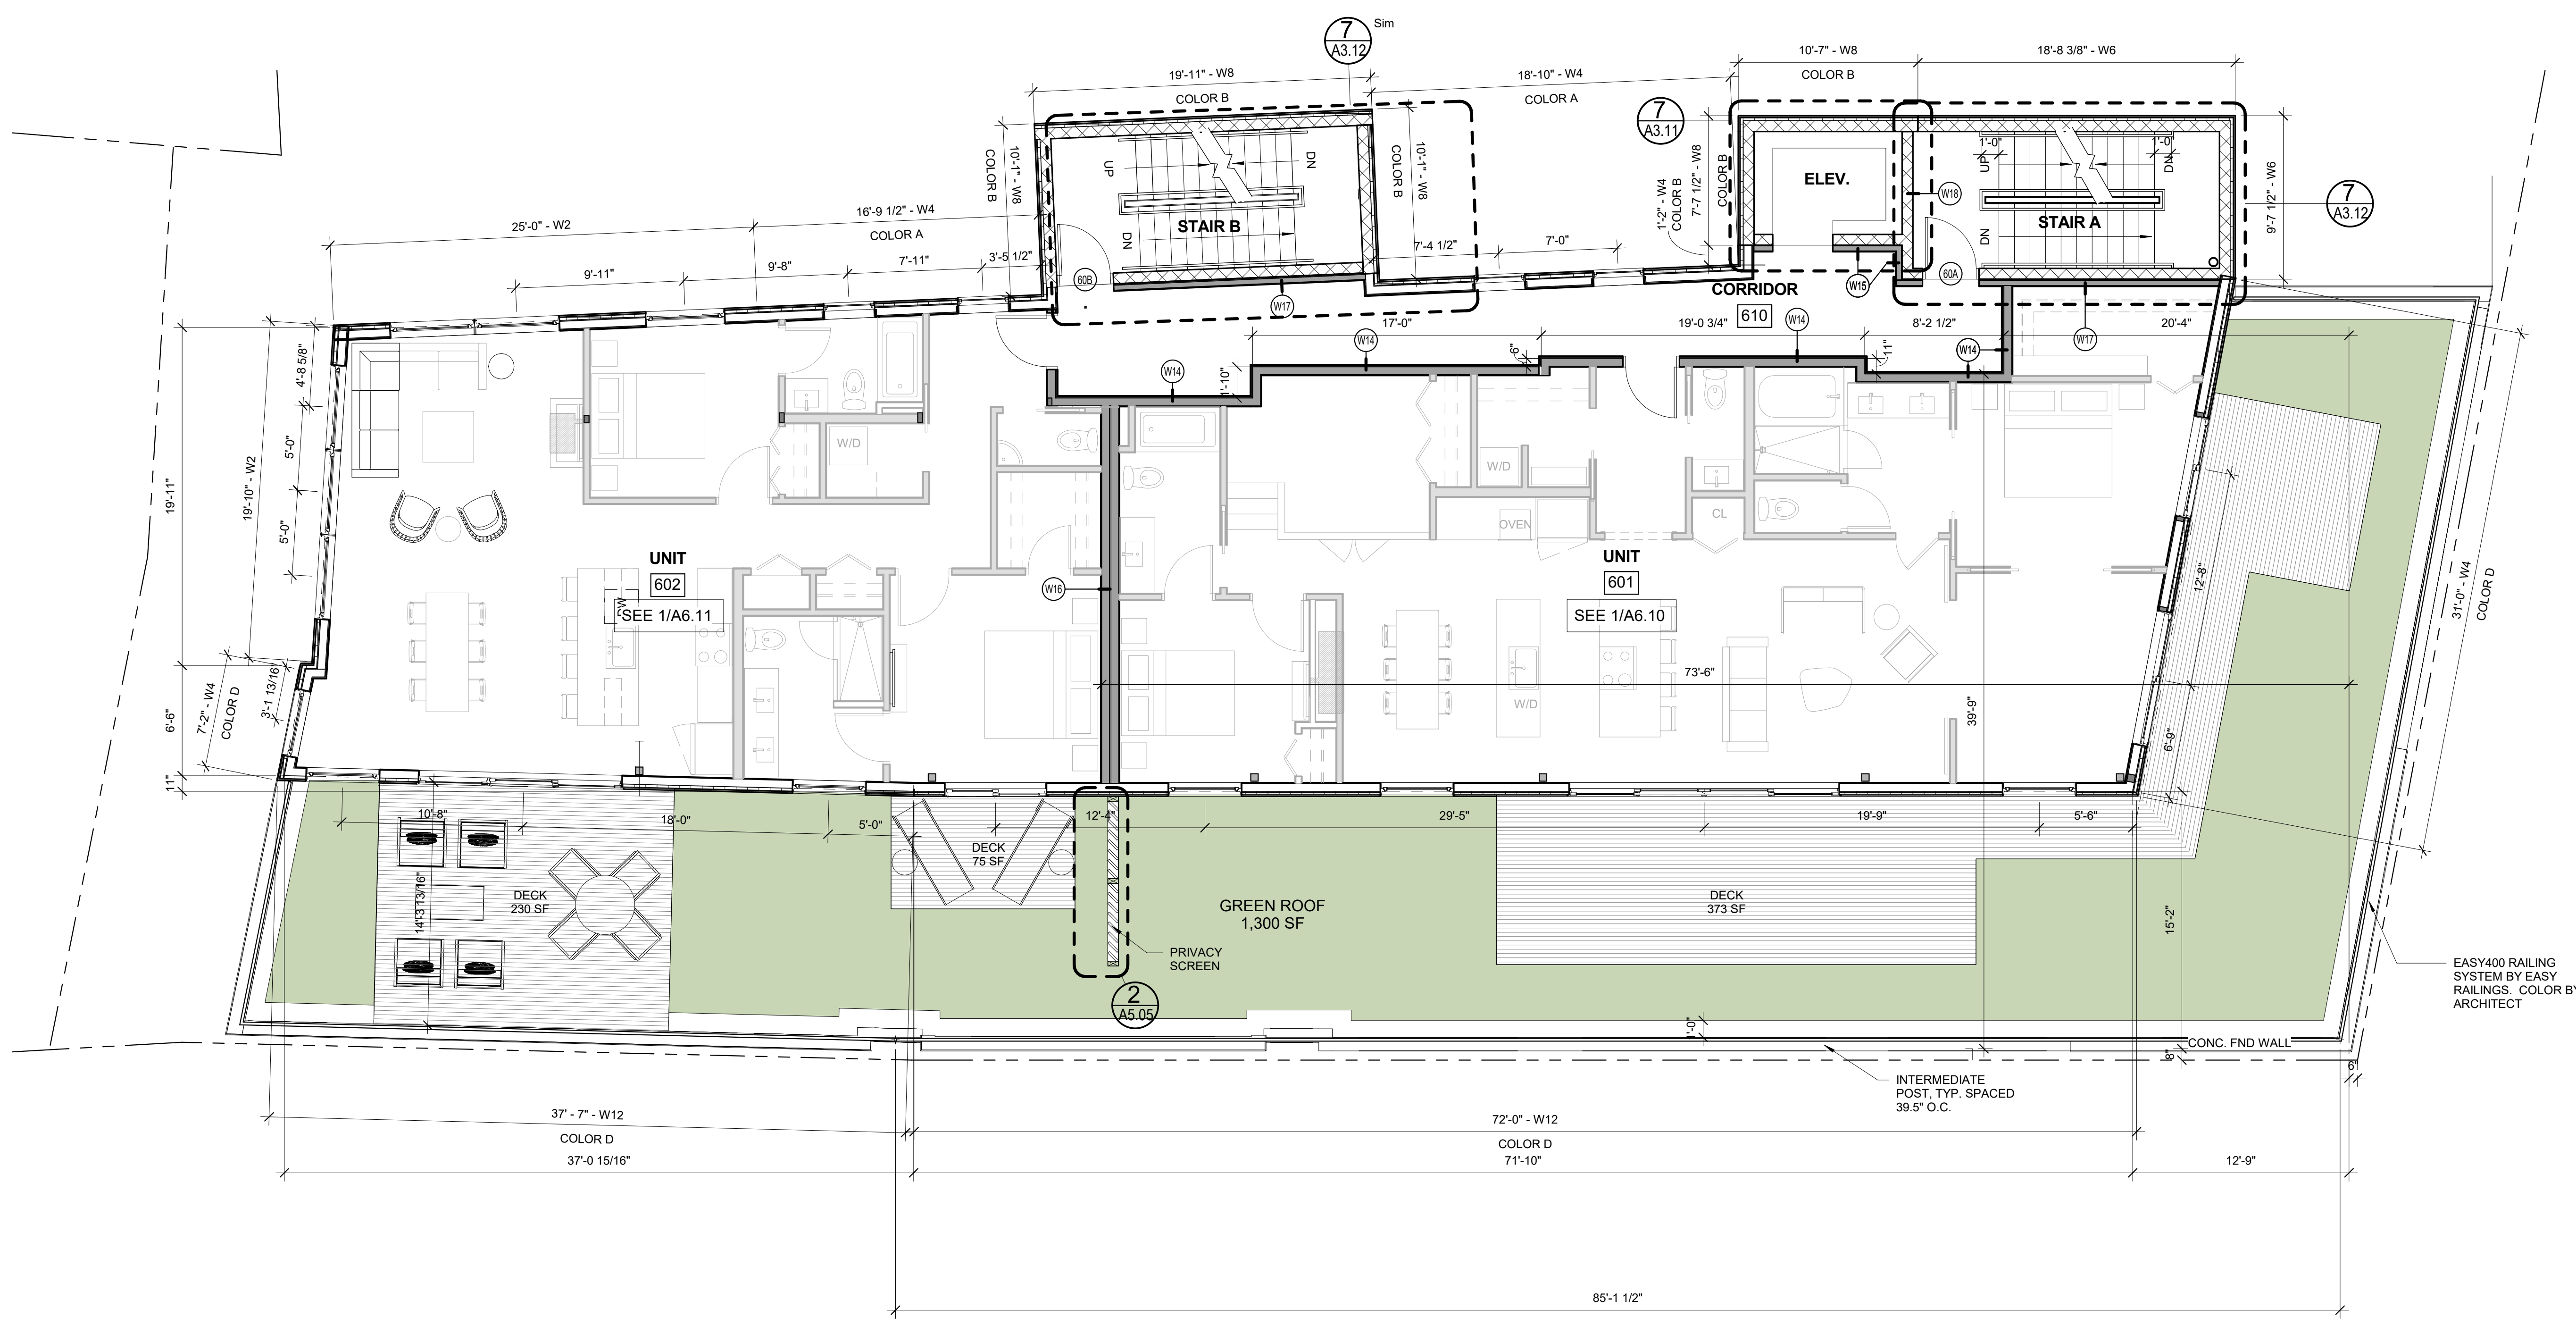 7
A3.12
Sim
19'-11" - W8
COLOR B
18'-10" - W4
COLOR A
10'-7" - W8
COLOR B
18'-8 3/8" - W6
7
A3.11
7
A3.12
COLOR B
10'-1" - W8
10'-1" - W8
COLOR B
UP
DN
DN
STAIR B
1'-2" - W4
COLOR B
7'-7 1/2" - W8
COLOR B
ELEV.
W18
1'-0"
1'-0"
UP
DN
DN
STAIR A
9'-7 1/2" - W6
25'-0" - W2
16'-9 1/2" - W4
COLOR A
9'-11"
9'-8"
7'-11"
3'-5 1/2"
7'-4 1/2"
7'-0"
60B
W17
W15
60A
CORRIDOR
610
W14
17'-0"
19'-0 3/4"
8'-2 1/2"
20'-4"
W14
W14
W14
W17
6"
11"
1'-10"
4'-8 5/8"
19'-11"
19'-10" - W2
5'-0"
5'-0"
W/D
W/D
OVEN
CL
UNIT
602
SEE 1/A6.11
DW
W16
UNIT
601
SEE 1/A6.10
73'-6"
W/D
39'-9"
12'-8"
6'-9"
31'-0" - W4
COLOR D
7'-2" - W4
COLOR D
3'-1 13/16"
6'-6"
11"
10'-8"
18'-0"
5'-0"
12'-4"
29'-5"
19'-9"
5'-6"
DECK
75 SF
DECK
230 SF
14'-3 13/16"
GREEN ROOF
1,300 SF
DECK
373 SF
15'-2"
PRIVACY
SCREEN
2
A5.05
EASY400 RAILING
SYSTEM BY EASY
RAILINGS. COLOR BY
ARCHITECT
1'-0"
CONC. FND WALL
8"
6"
INTERMEDIATE
POST, TYP. SPACED
39.5" O.C.
37' - 7" - W12
COLOR D
72'-0" - W12
COLOR D
37'-0 15/16"
71'-10"
12'-9"
85'-1 1/2"